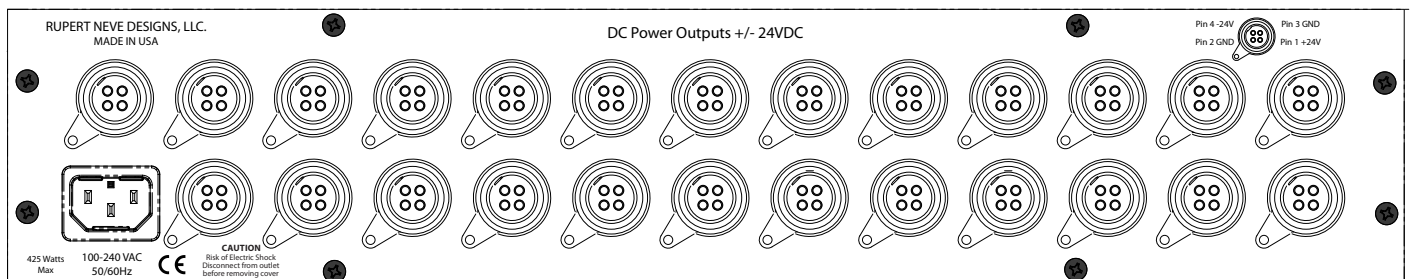 RUPERT NEVE DESIGNS, LLC.
MADE IN USA
DC Power Outputs +/- 24VDC
Pin 4 -24V
Pin 3 GND
Pin 2 GND
Pin 1 +24V
425 Watts
Max
100-240 VAC
50/60Hz
CE
CAUTION
Risk of Electric Shock
Disconnect from outlet
before removing cover